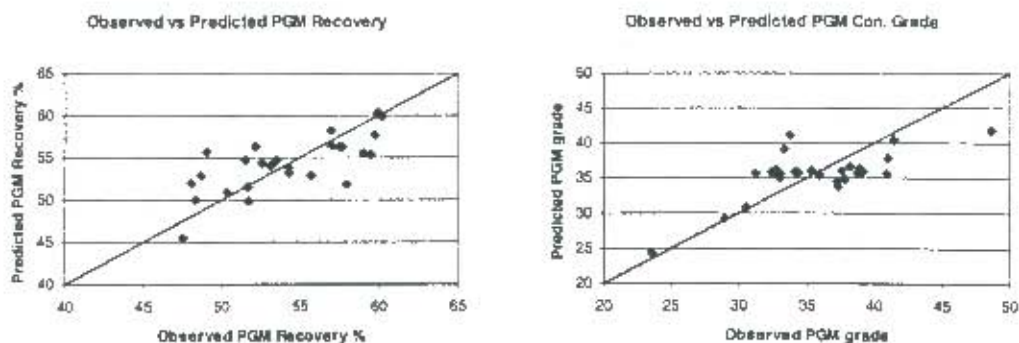 Observed vs Predicted PGM Recovery
Predicted PGM Recovery %
65
60
55
50
45
40
40 45 50 55 60 65
Observed PGM Recovery %
Observed vs Predicted PGM Con. Grade
Predicted PGM grade
50
45
40
35
30
25
20
20 25 30 35 40 45 50
Observed PGM grade